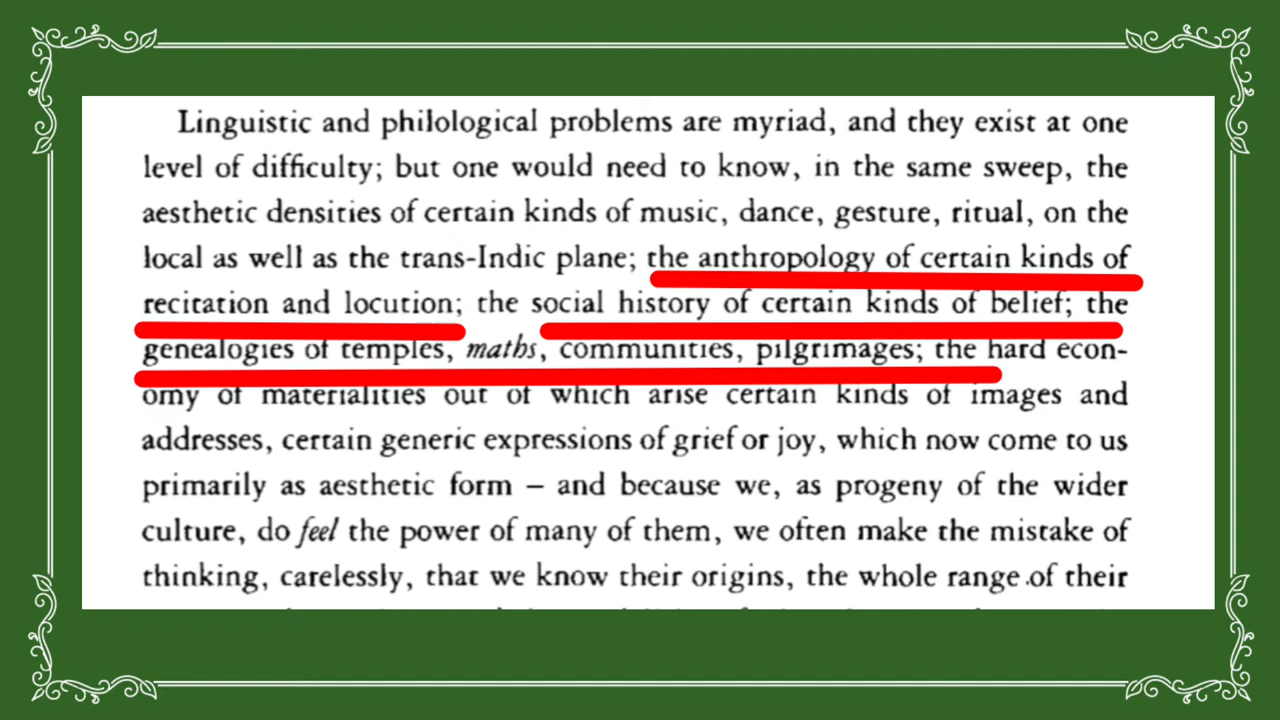 Linguistic and philological problems are myriad, and they exist at one
level of difficulty; but one would need to know, in the same sweep, the
aesthetic densities of certain kinds of music, dance, gesture, ritual, on the
local as well as the trans-Indic plane; the anthropology of certain kinds of
recitation and locution; the social history of certain kinds of belief; the
genealogies of temples, maths, communities, pilgrimages; the hard econ-
omy of materialities out of which arise certain kinds of images and
addresses, certain generic expressions of grief or joy, which now come to us
primarily as aesthetic form – and because we, as progeny of the wider
culture, do feel the power of many of them, we often make the mistake of
thinking, carelessly, that we know their origins, the whole range of their